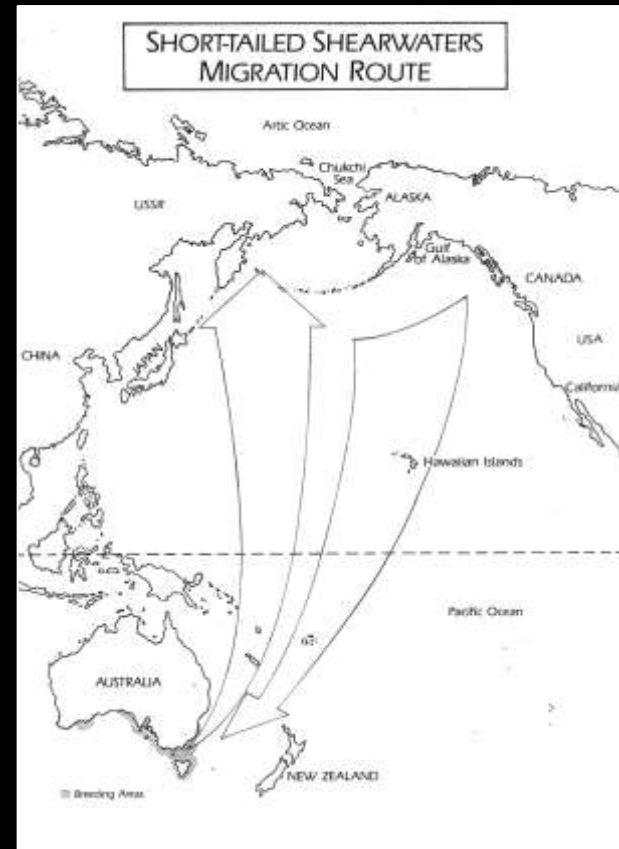 SHORT-TAILED SHEARWATERS
MIGRATION ROUTE
Artic Ocean
Chukchi
Sea
ALASKA
USSR
Gulf
of Alaska
CANADA
USA
CHINA
JAPAN
California
Hawaiian Islands
Pacific Ocean
AUSTRALIA
NEW ZEALAND
Breeding Areas